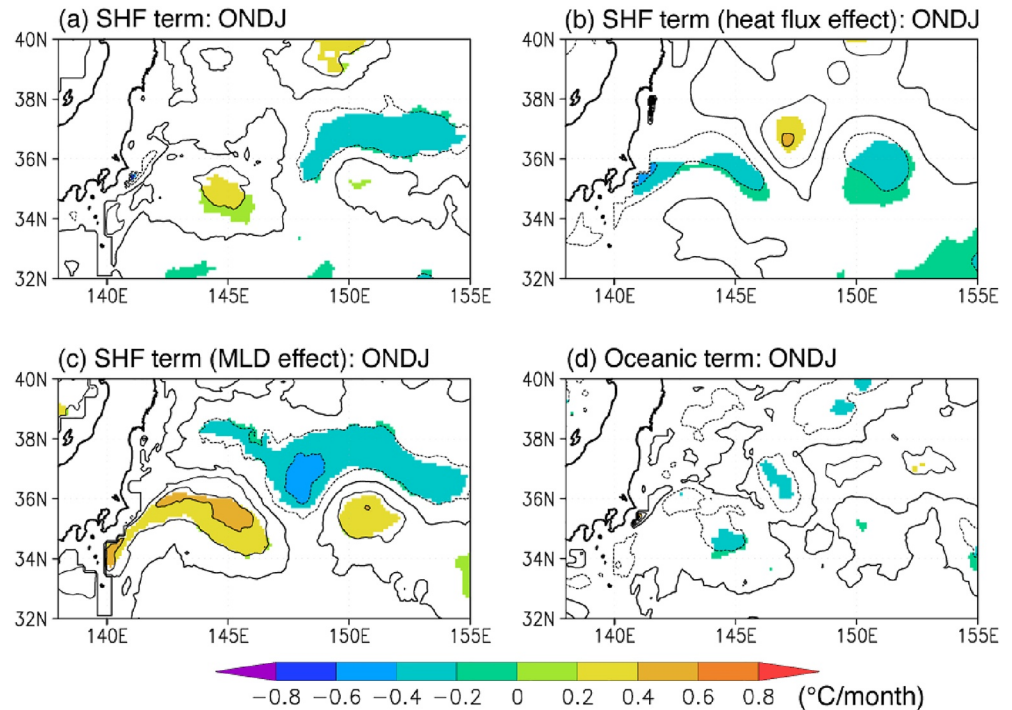 (a) SHF term: ONDJ
40N
38N
36N
34N
32N
140E 145E 150E 155E
(b) SHF term (heat flux effect): ONDJ
40N
38N
36N
34N
32N
140E 145E 150E 155E
(c) SHF term (MLD effect): ONDJ
40N
38N
36N
34N
32N
140E 145E 150E 155E
(d) Oceanic term: ONDJ
40N
38N
36N
34N
32N
140E 145E 150E 155E
−0.8 −0.6 −0.4 −0.2 0 0.2 0.4 0.6 0.8 (°C/month)